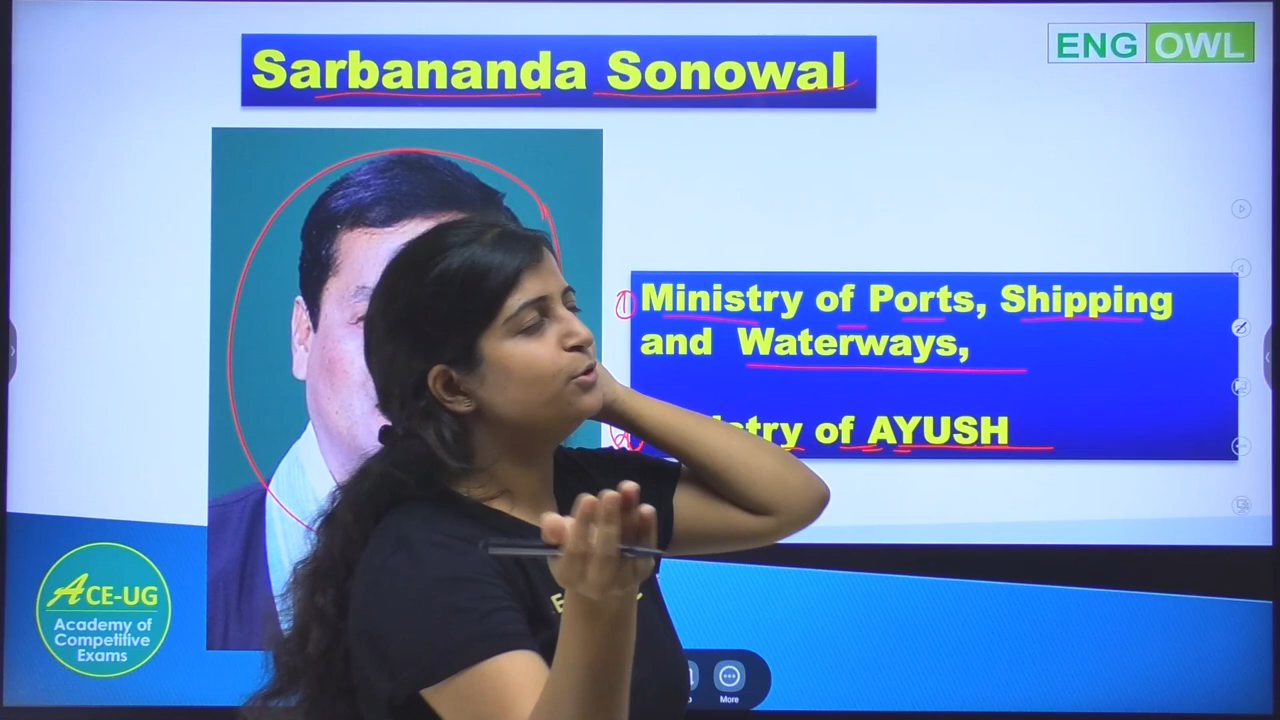 Sarbananda Sonowal
ENG OWL
Ministry of Ports, Shipping
and Waterways,
of AYUSH
ACE-UG
Academy of
Competitive
Exams
More